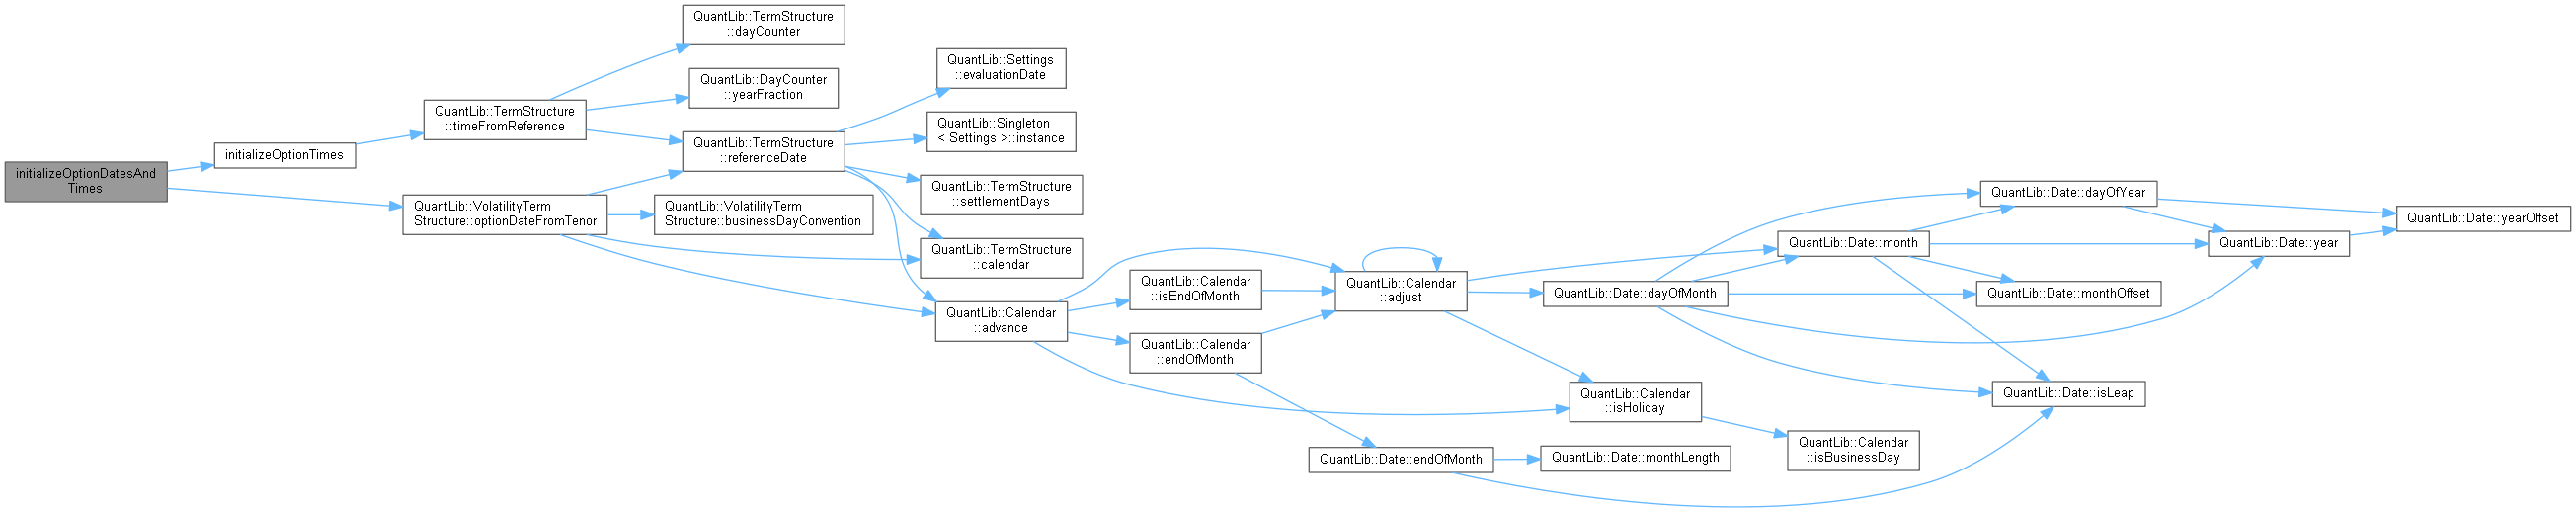 initializeOptionDatesAnd
Times
initializeOptionTimes
QuantLib::VolatilityTerm
Structure::optionDateFromTenor
QuantLib::TermStructure
::timeFromReference
QuantLib::TermStructure
::dayCounter
QuantLib::DayCounter
::yearFraction
QuantLib::TermStructure
::referenceDate
QuantLib::VolatilityTerm
Structure::businessDayConvention
QuantLib::Settings
::evaluationDate
QuantLib::Singleton
< Settings >::instance
QuantLib::TermStructure
::settlementDays
QuantLib::TermStructure
::calendar
QuantLib::Calendar
::advance
QuantLib::Calendar
::isEndOfMonth
QuantLib::Calendar
::endOfMonth
QuantLib::Calendar
::adjust
QuantLib::Date::endOfMonth
QuantLib::Date::dayOfMonth
QuantLib::Calendar
::isHoliday
QuantLib::Date::monthLength
QuantLib::Date::month
QuantLib::Calendar
::isBusinessDay
QuantLib::Date::dayOfYear
QuantLib::Date::monthOffset
QuantLib::Date::isLeap
QuantLib::Date::year
QuantLib::Date::yearOffset